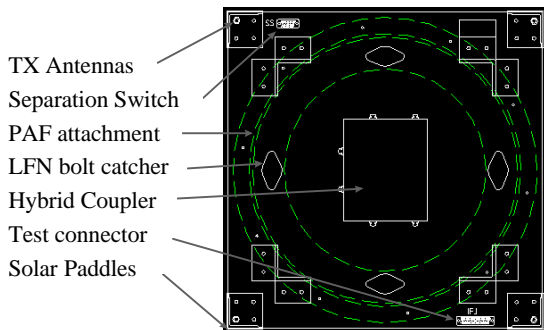 SS
TX Antennas
Separation Switch
PAF attachment
LFN bolt catcher
Hybrid Coupler
Test connector
Solar Paddles
IFJ